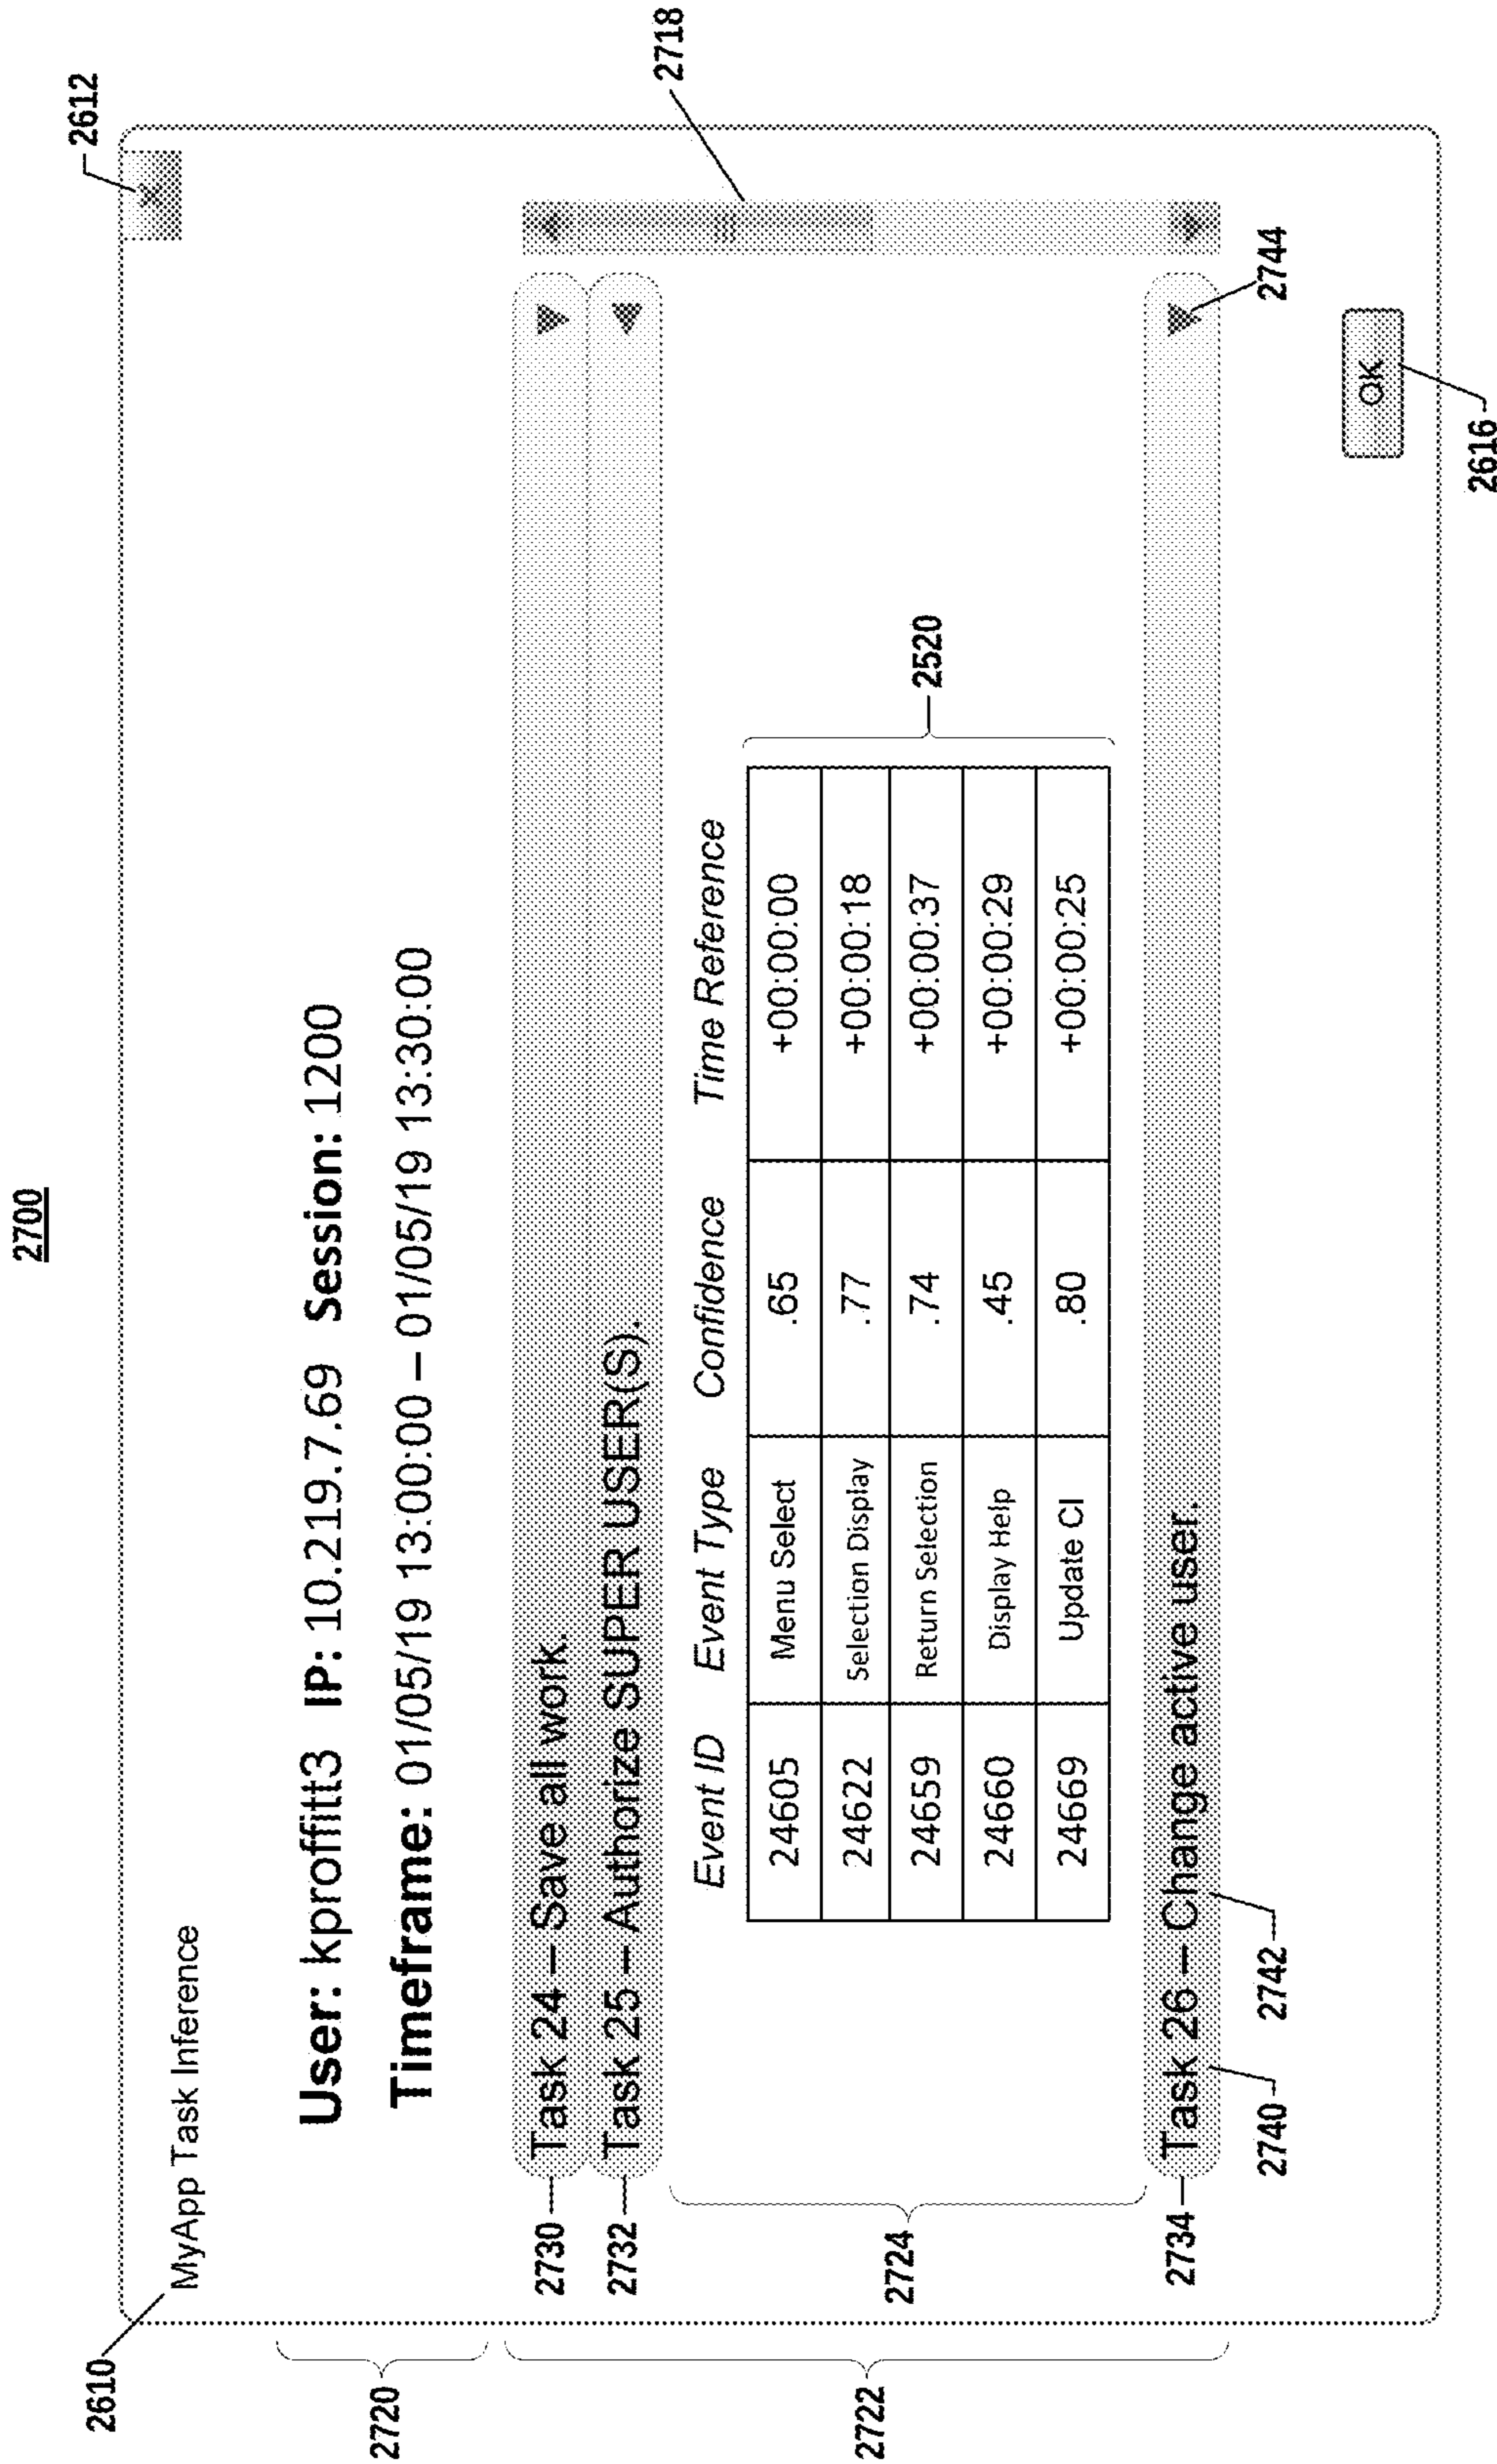 2700
2612
2610
MyApp Task Inference
X
2720
User: kproffitt3 IP: 10.219.7.69 Session: 1200
Timeframe: 01/05/19 13:00:00 – 01/05/19 13:30:00
2718
2722
2730
Task 24 – Save all work.
2732
Task 25 – Authorize SUPER USER(S).
2724
Event ID Event Type Confidence Time Reference
24605 Menu Select .65 +00:00:00
24622 Selection Display .77 +00:00:18
24659 Return Selection .74 +00:00:37
24660 Display Help .45 +00:00:29
24669 Update CI .80 +00:00:25
2520
2734
Task 26 – Change active user.
2740
2742
2744
OK
2616